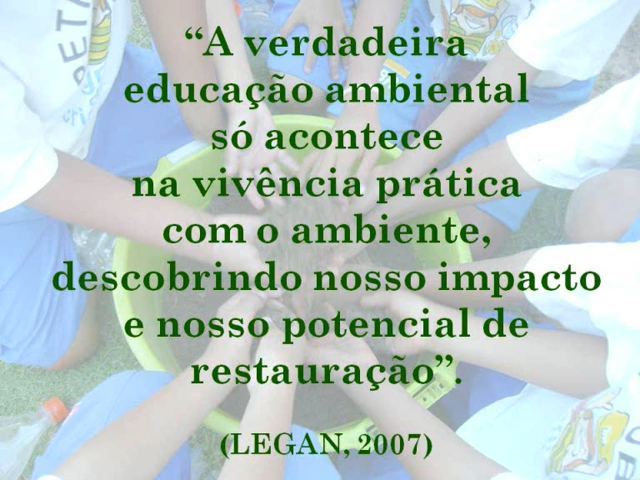 “A verdadeira
educação ambiental
só acontece
na vivência prática
com o ambiente,
descobrindo nosso impacto
e nosso potencial de
restauração”.
(LEGAN, 2007)